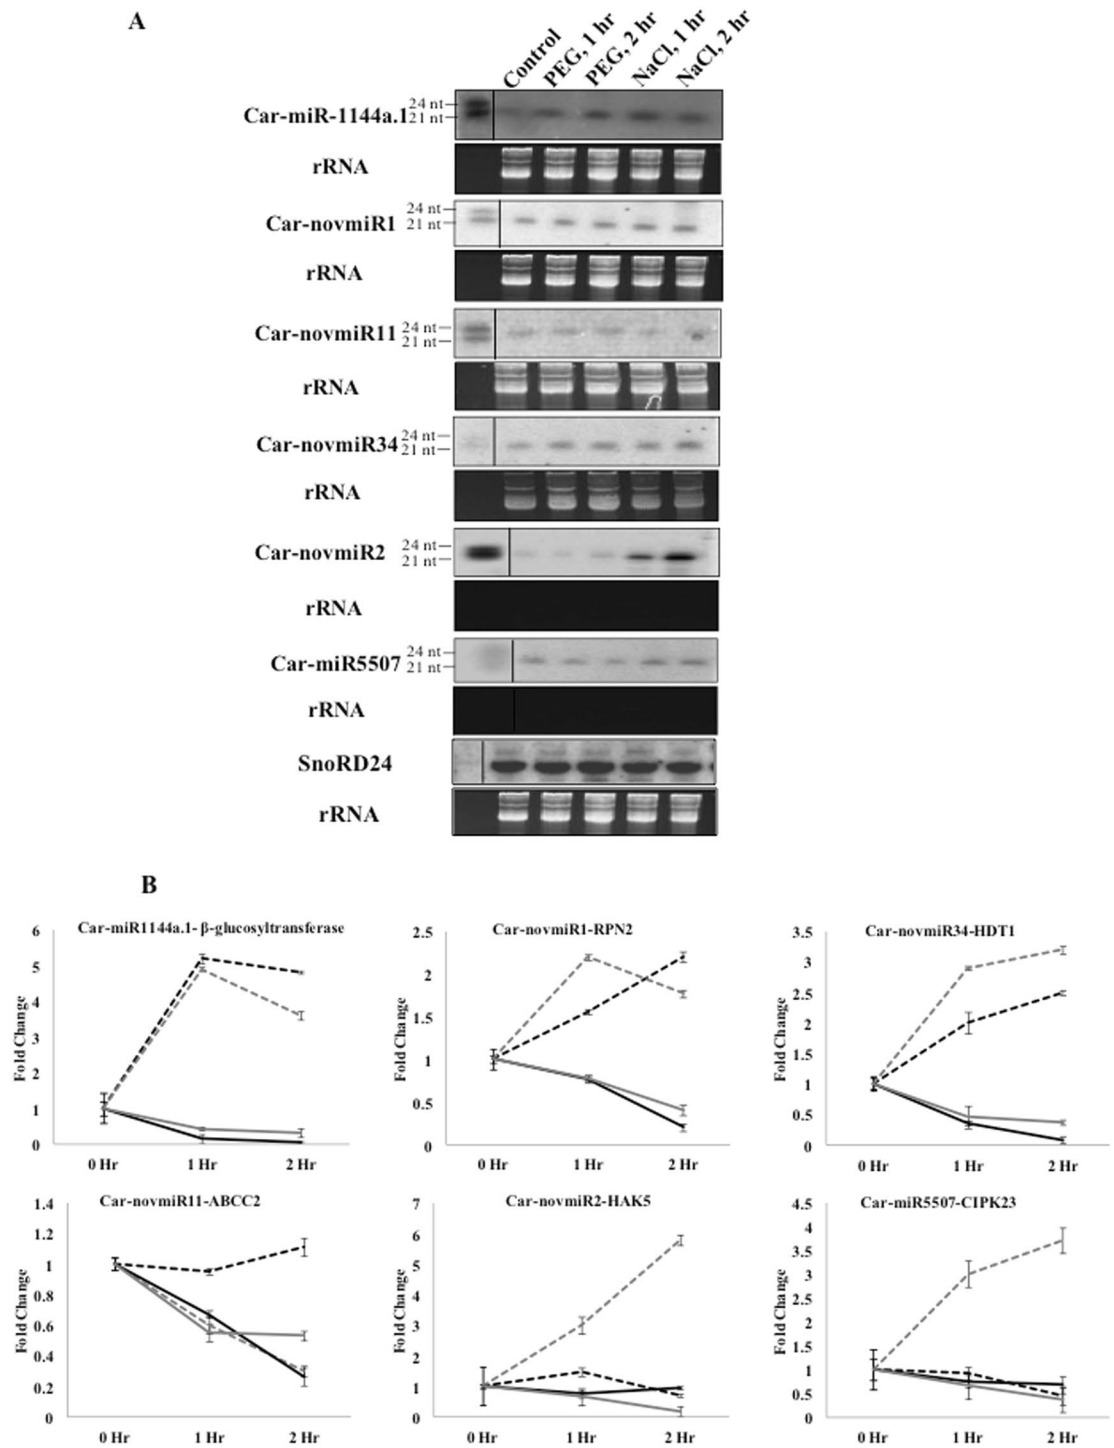 A
Control
PEG, 1 hr
PEG, 2 hr
NaCl, 1 hr
NaCl, 2 hr
Car-miR-1144a.1
24 nt
21 nt
rRNA
Car-novmiR1
24 nt
21 nt
rRNA
Car-novmiR11
24 nt
21 nt
rRNA
Car-novmiR34
24 nt
21 nt
rRNA
Car-novmiR2
24 nt
21 nt
rRNA
Car-miR5507
24 nt
21 nt
rRNA
SnoRD24
rRNA
B
Car-miR1144a.1- β-glucosyltransferase
Fold Change
6
5
4
3
2
1
0
0 Hr
1 Hr
2 Hr
Car-novmiR1-RPN2
Fold Change
2.5
2
1.5
1
0.5
0
0 Hr
1 Hr
2 Hr
Car-novmiR34-HDT1
Fold Change
3.5
3
2.5
2
1.5
1
0.5
0
0 Hr
1 Hr
2 Hr
Car-novmiR11-ABCC2
Fold Change
1.4
1.2
1
0.8
0.6
0.4
0.2
0
0 Hr
1 Hr
2 Hr
Car-novmiR2-HAK5
Fold Change
7
6
5
4
3
2
1
0
0 Hr
1 Hr
2 Hr
Car-miR5507-CIPK23
Fold Change
4.5
4
3.5
3
2.5
2
1.5
1
0.5
0
0 Hr
1 Hr
2 Hr